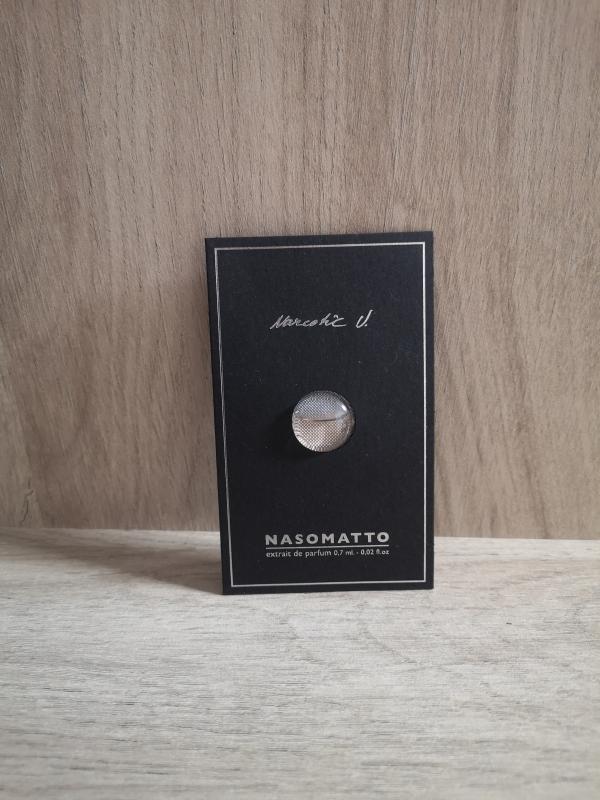 Narcotic V.
NASOMATTO
extrait de parfum 0,7 ml. - 0,02 fl.oz